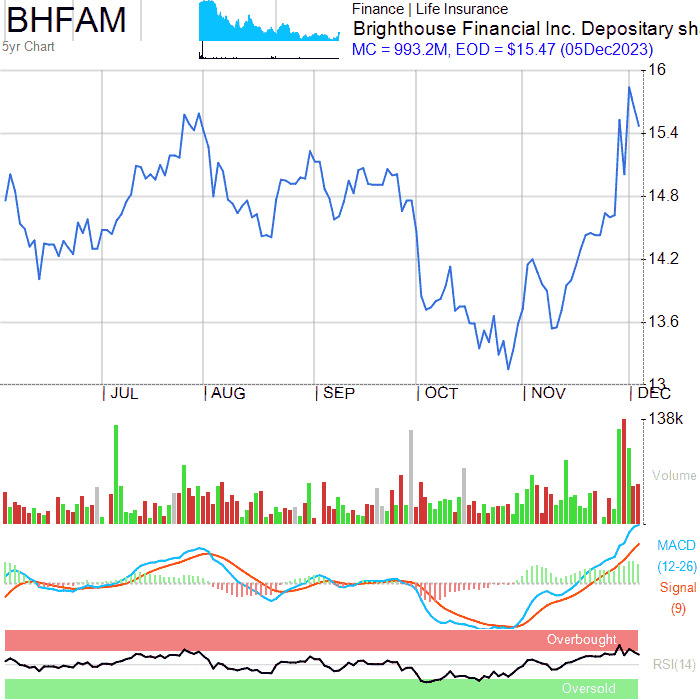 BHFAM
5yr Chart
Finance | Life Insurance
Brighthouse Financial Inc. Depositary sh
MC = 993.2M, EOD = $15.47 (05Dec2023)
16
15.4
14.8
14.2
13.6
13
JUL AUG SEP OCT NOV DEC
138k
Volume
MACD
(12-26)
Signal
(9)
Overbought
RSI(14)
Oversold